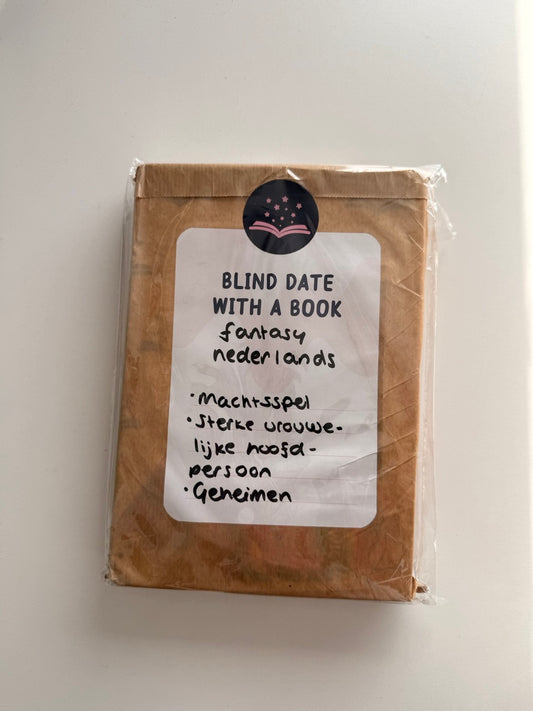 BLIND DATE
WITH A BOOK
fantasy
nederlands
·Machtsspel
·Sterke vrouwe-
lijke hoofd-
persoon
·Geheimen